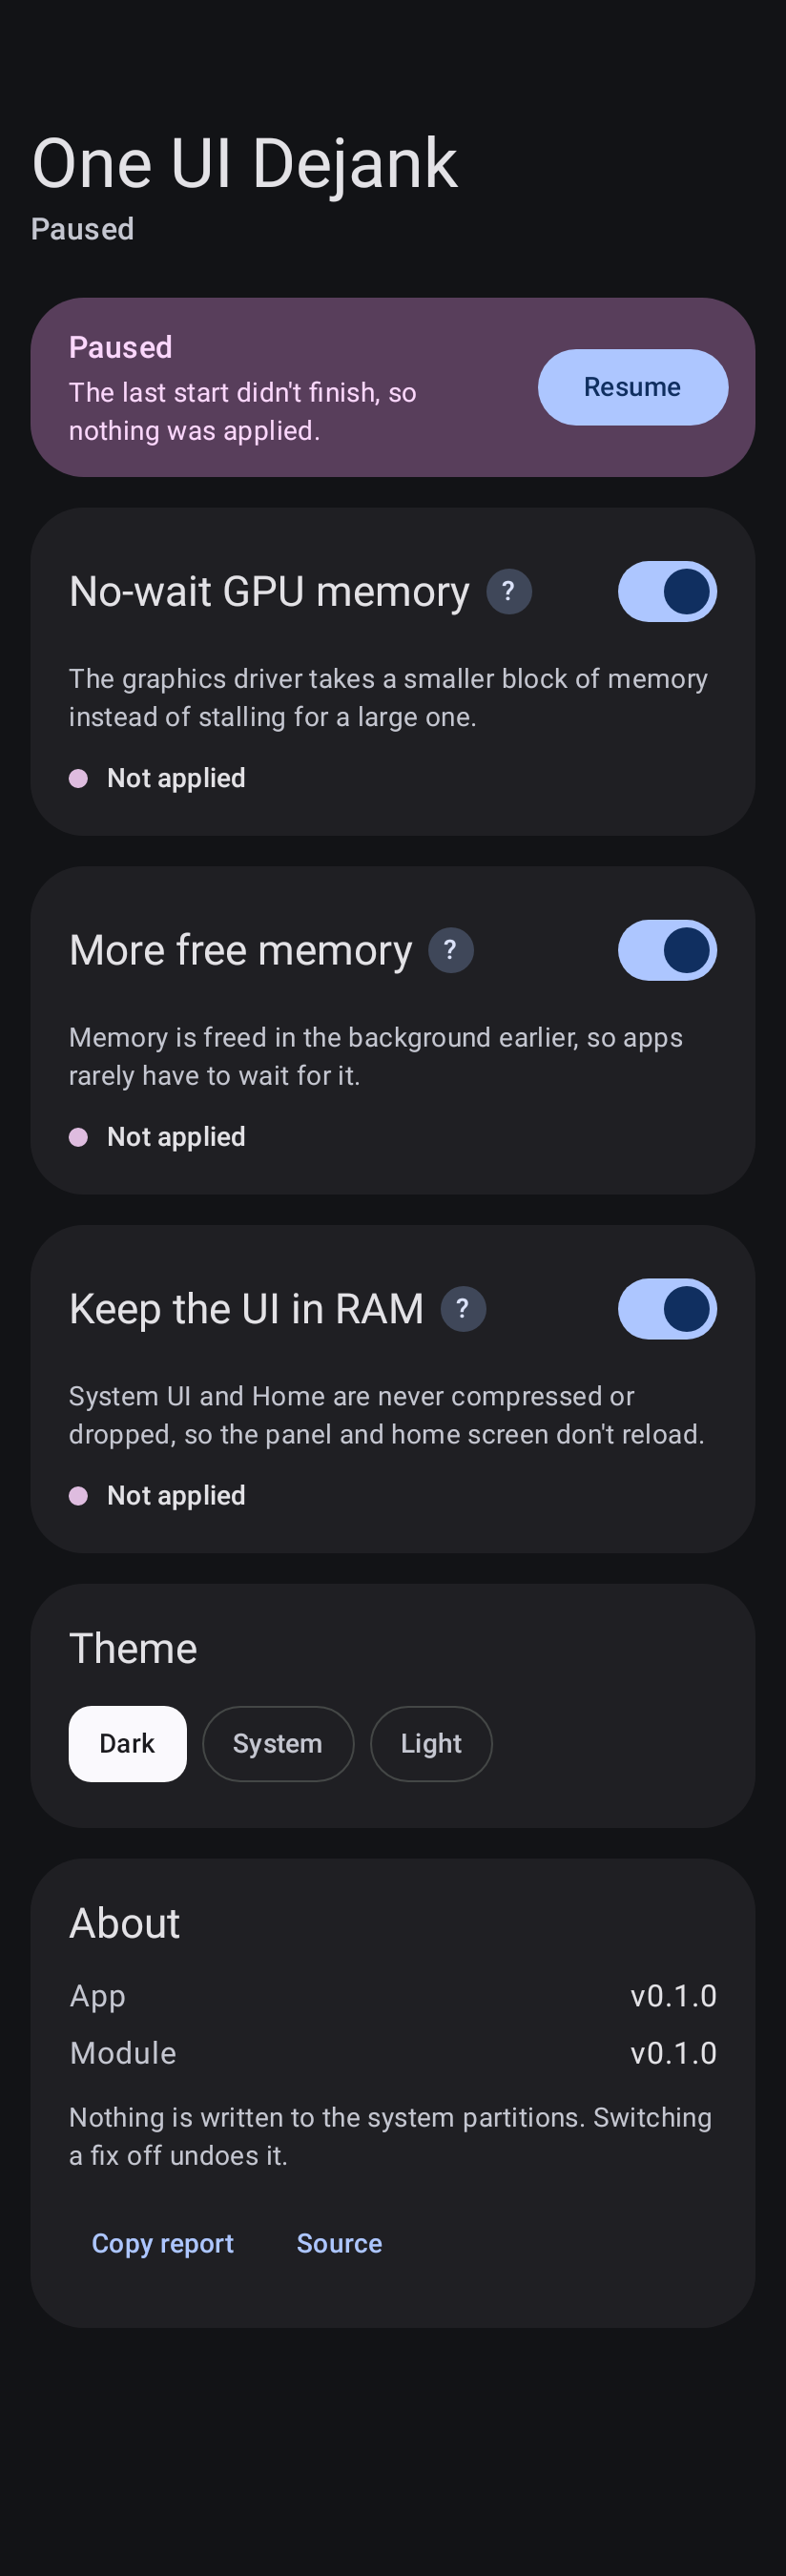 One UI Dejank
Paused
Paused
The last start didn't finish, so
nothing was applied.
Resume
No-wait GPU memory ?
The graphics driver takes a smaller block of memory
instead of stalling for a large one.
Not applied
More free memory ?
Memory is freed in the background earlier, so apps
rarely have to wait for it.
Not applied
Keep the UI in RAM ?
System UI and Home are never compressed or
dropped, so the panel and home screen don't reload.
Not applied
Theme
Dark System Light
About
App v0.1.0
Module v0.1.0
Nothing is written to the system partitions. Switching
a fix off undoes it.
Copy report Source